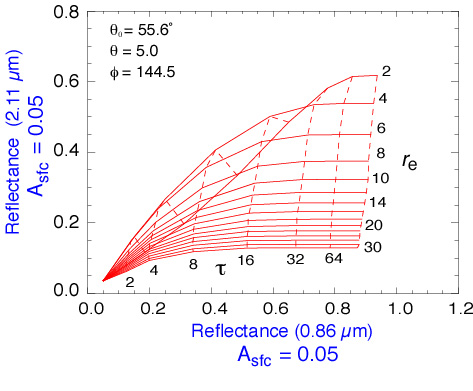 θ₀= 55.6°
θ = 5.0
ϕ = 144.5
0.8
0.6
0.4
0.2
0.0
Reflectance (2.11 µm)
Asfc = 0.05
2
4
6
8
10
14
20
30
re
2 4 8 τ 16 32 64
0.0 0.2 0.4 0.6 0.8 1.0 1.2
Reflectance (0.86 µm)
Asfc = 0.05